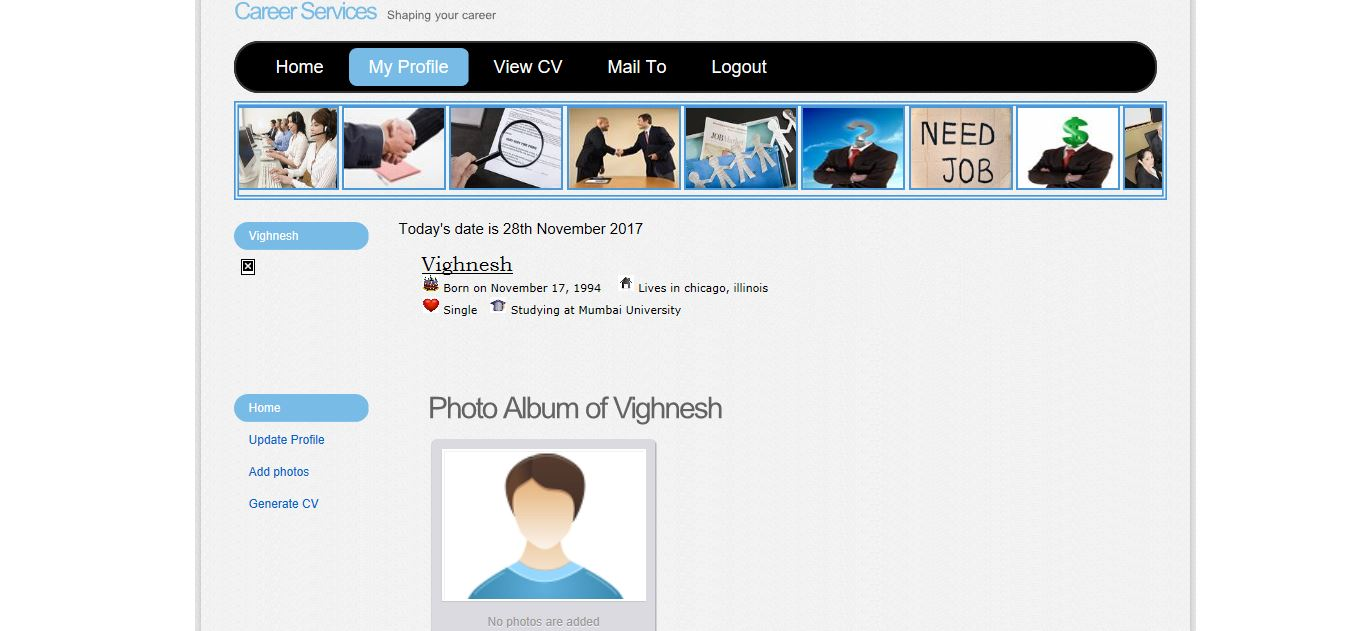 Career Services Shaping your career
Home My Profile View CV Mail To Logout
NEED
JOB
Vighnesh
Today's date is 28th November 2017
Vighnesh
Born on November 17, 1994 Lives in chicago, illinois
Single Studying at Mumbai University
Home
Photo Album of Vighnesh
Update Profile
Add photos
Generate CV
No photos are added